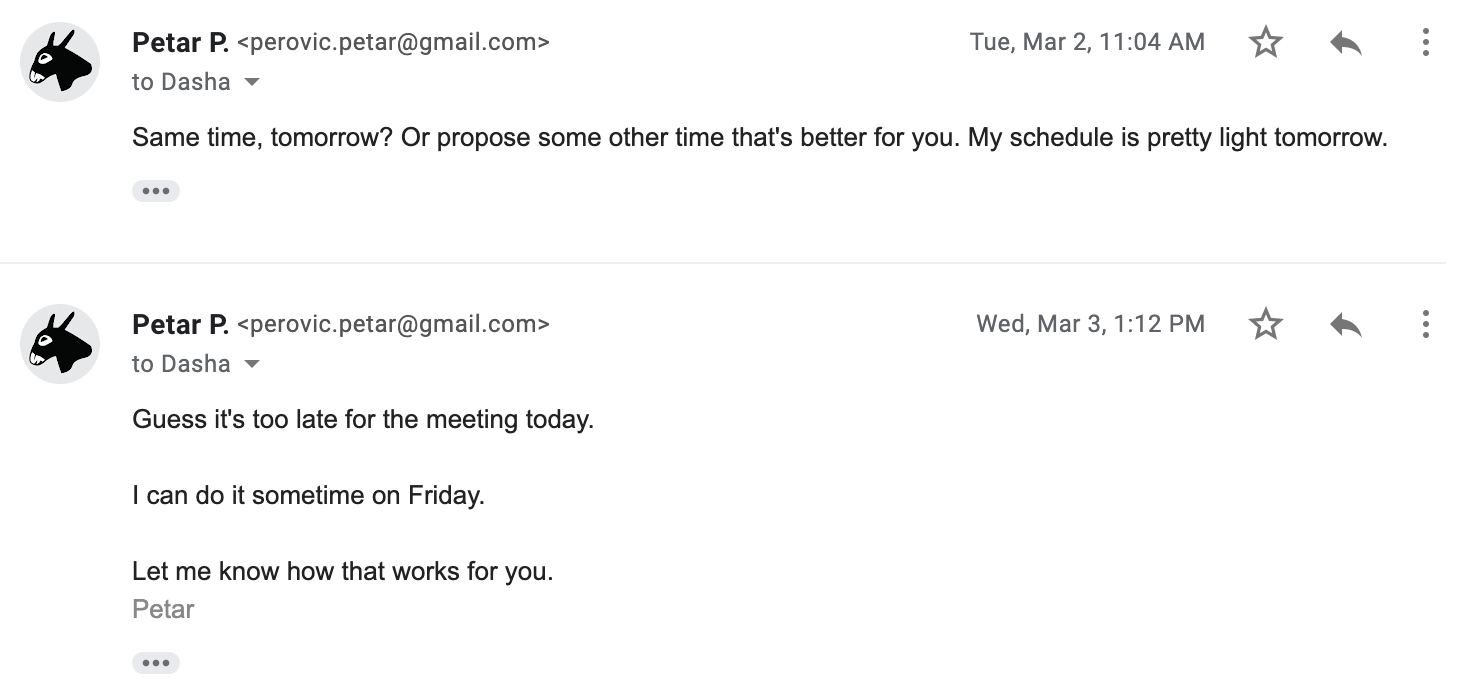 Petar P. <perovic.petar@gmail.com> Tue, Mar 2, 11:04 AM
to Dasha
Same time, tomorrow? Or propose some other time that's better for you. My schedule is pretty light tomorrow.
Petar P. <perovic.petar@gmail.com> Wed, Mar 3, 1:12 PM
to Dasha
Guess it's too late for the meeting today.
I can do it sometime on Friday.
Let me know how that works for you.
Petar